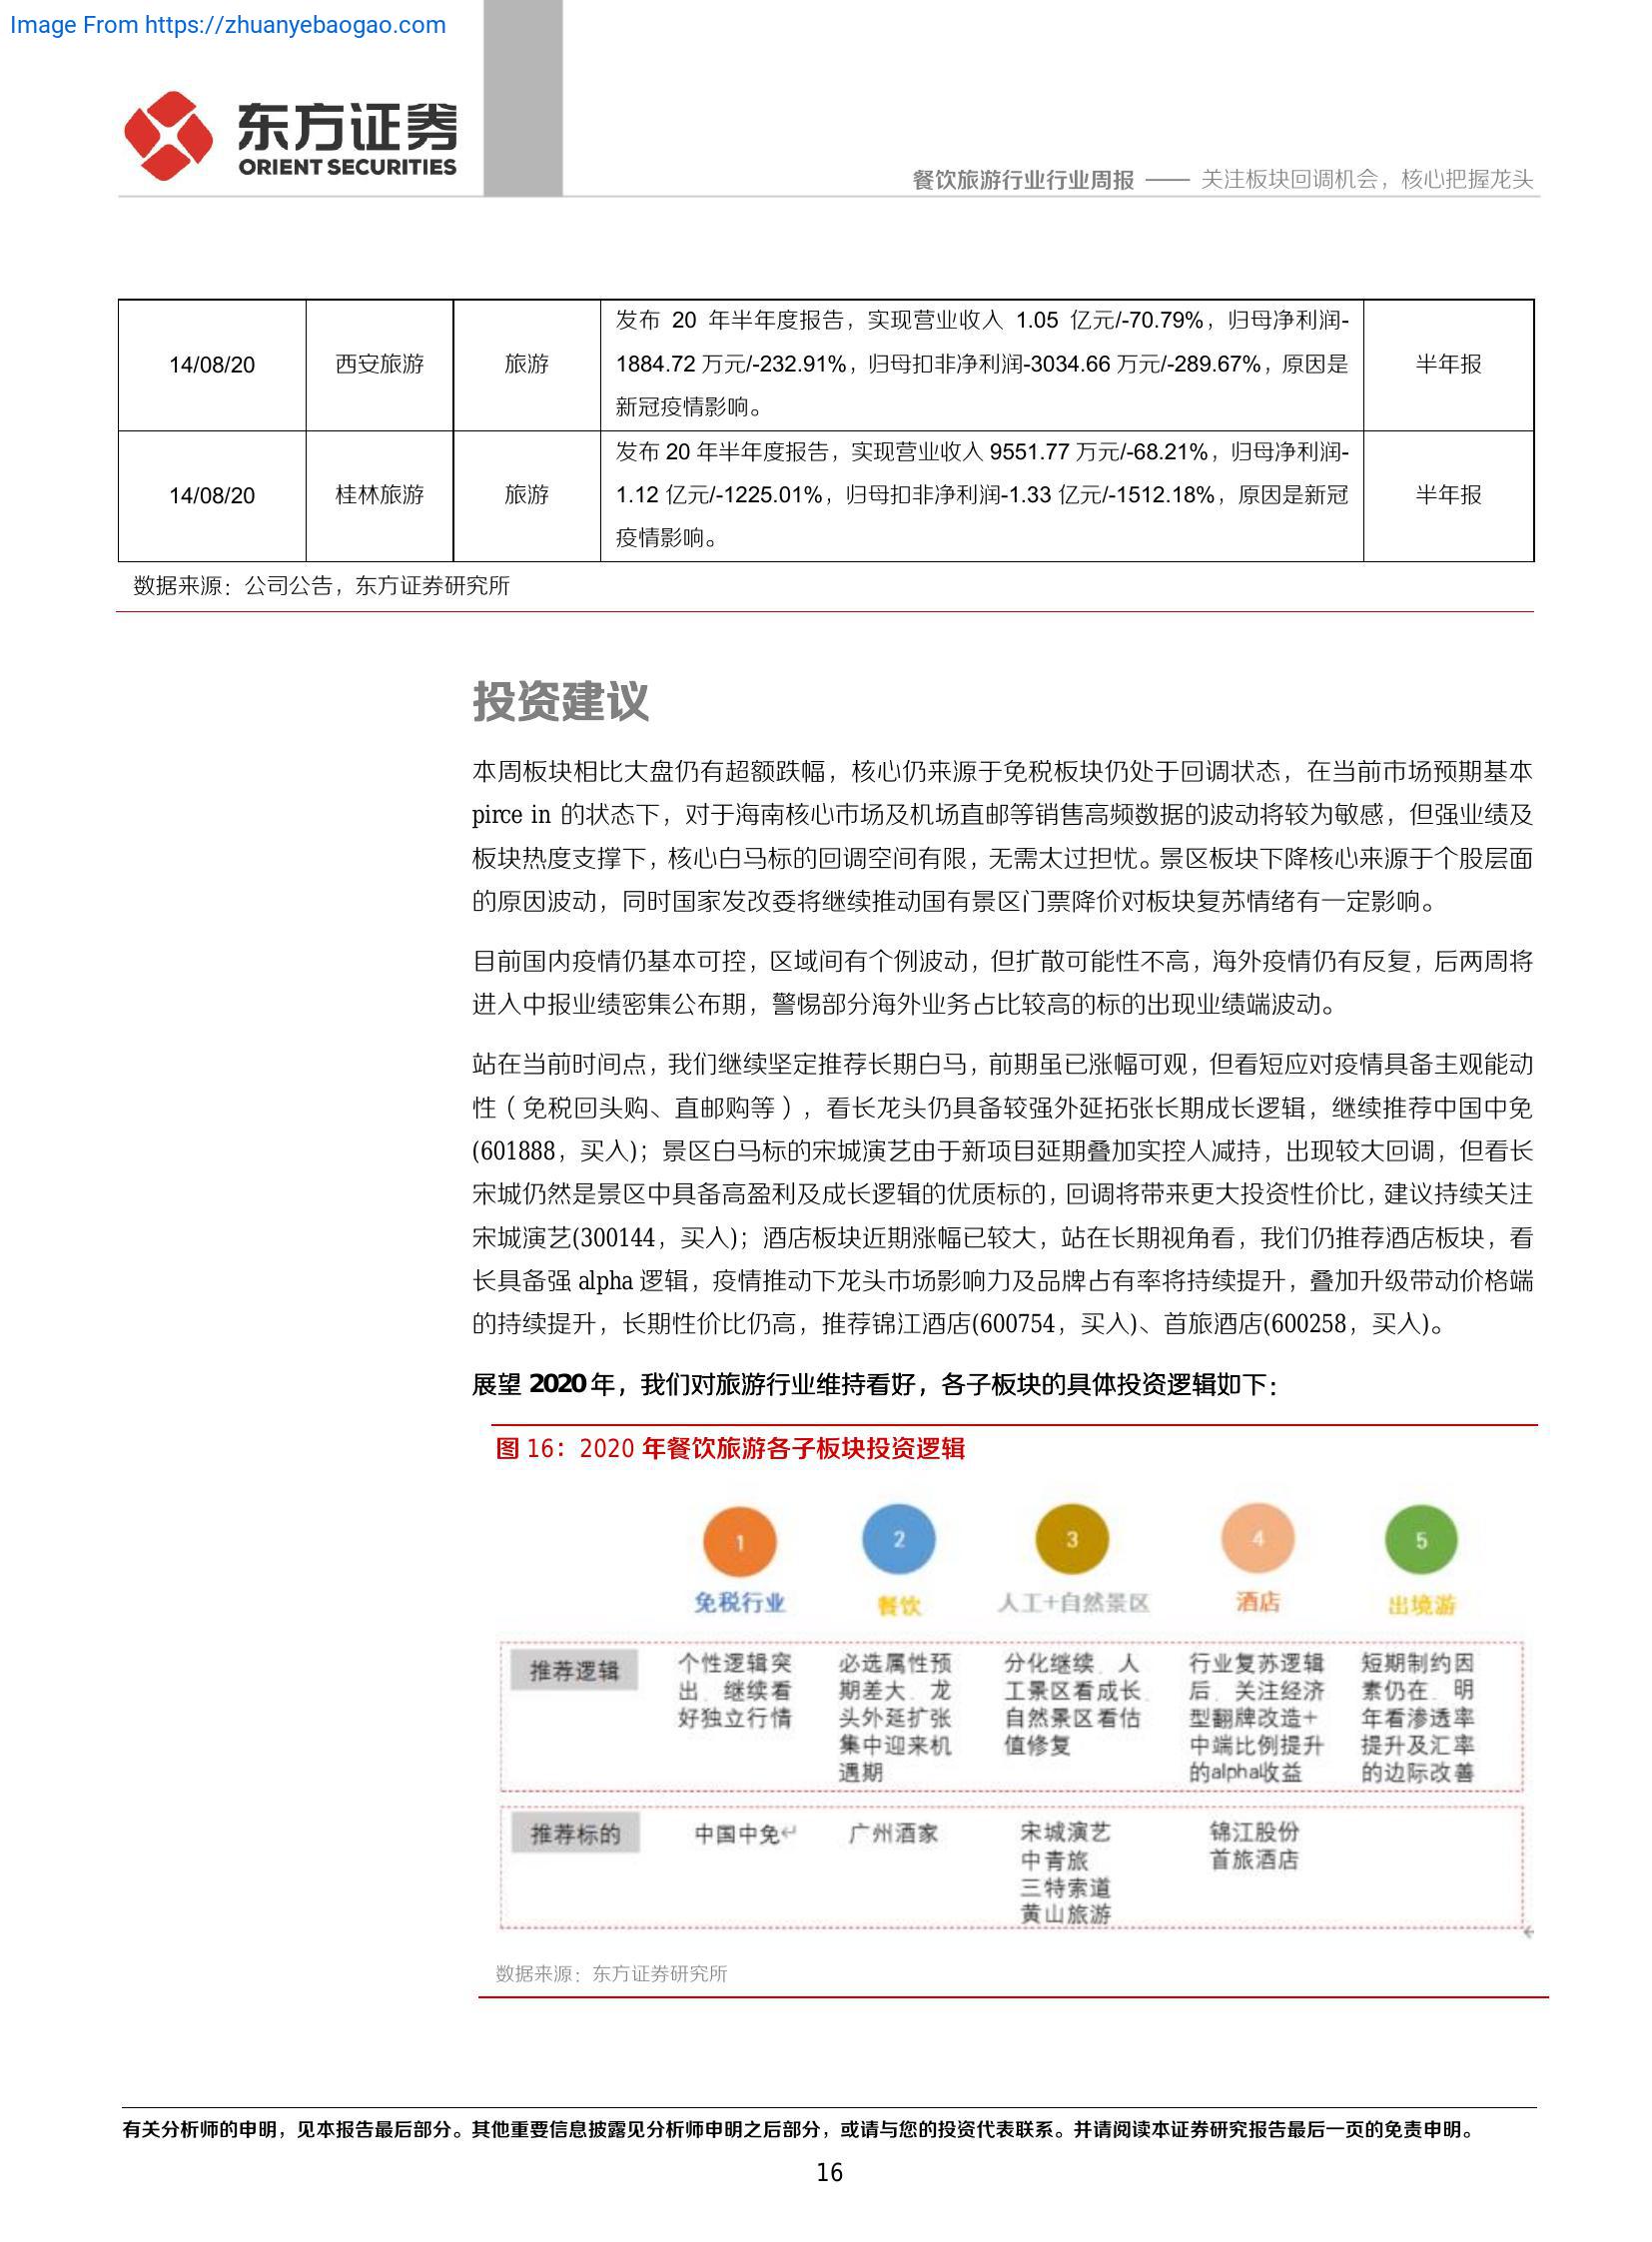 Image From https://zhuanyebaogao.com
东方证券
ORIENT SECURITIES
餐饮旅游行业行业周报 —— 关注板块回调机会，核心把握龙头
14/08/20
西安旅游
旅游
发布 20 年半年度报告，实现营业收入 1.05 亿元/-70.79%，归母净利润-
1884.72 万元/-232.91%，归母扣非净利润-3034.66 万元/-289.67%，原因是
新冠疫情影响。
半年报
14/08/20
桂林旅游
旅游
发布 20 年半年度报告，实现营业收入 9551.77 万元/-68.21%，归母净利润-
1.12 亿元/-1225.01%，归母扣非净利润-1.33 亿元/-1512.18%，原因是新冠
疫情影响。
半年报
数据来源：公司公告，东方证券研究所
投资建议
本周板块相比大盘仍有超额跌幅，核心仍来源于免税板块仍处于回调状态，在当前市场预期基本
pirce in 的状态下，对于海南核心市场及机场直邮等销售高频数据的波动将较为敏感，但强业绩及
板块热度支撑下，核心白马标的回调空间有限，无需太过担忧。景区板块下降核心来源于个股层面
的原因波动，同时国家发改委将继续推动国有景区门票降价对板块复苏情绪有一定影响。
目前国内疫情仍基本可控，区域间有个例波动，但扩散可能性不高，海外疫情仍有反复，后两周将
进入中报业绩密集公布期，警惕部分海外业务占比较高的标的出现业绩端波动。
站在当前时间点，我们继续坚定推荐长期白马，前期虽已涨幅可观，但看短应对疫情具备主观能动
性（免税回头购、直邮购等），看长龙头仍具备较强外延拓张长期成长逻辑，继续推荐中国中免
(601888，买入)；景区白马标的宋城演艺由于新项目延期叠加实控人减持，出现较大回调，但看长
宋城仍然是景区中具备高盈利及成长逻辑的优质标的，回调将带来更大投资性价比，建议持续关注
宋城演艺(300144，买入)；酒店板块近期涨幅已较大，站在长期视角看，我们仍推荐酒店板块，看
长具备强 alpha 逻辑，疫情推动下龙头市场影响力及品牌占有率将持续提升，叠加升级带动价格端
的持续提升，长期性价比仍高，推荐锦江酒店(600754，买入)、首旅酒店(600258，买入)。
展望 2020 年，我们对旅游行业维持看好，各子板块的具体投资逻辑如下：
图 16：2020 年餐饮旅游各子板块投资逻辑
1
2
3
4
5
免税行业
餐饮
人工+自然景区
酒店
出境游
推荐逻辑
个性逻辑突
出，继续看
好独立行情
必选属性预
期差大，龙
头外延扩张
集中迎来机
遇期
分化继续，人
工景区看成长，
自然景区看估
值修复
行业复苏逻辑
后，关注经济
型翻牌改造+
中端比例提升
的alpha收益
短期制约因
素仍在，明
年看渗透率
提升及汇率
的边际改善
推荐标的
中国中免↵
广州酒家
宋城演艺
中青旅
三特索道
黄山旅游
锦江股份
首旅酒店
数据来源：东方证券研究所
有关分析师的申明，见本报告最后部分。其他重要信息披露见分析师申明之后部分，或请与您的投资代表联系。并请阅读本证券研究报告最后一页的免责申明。
16